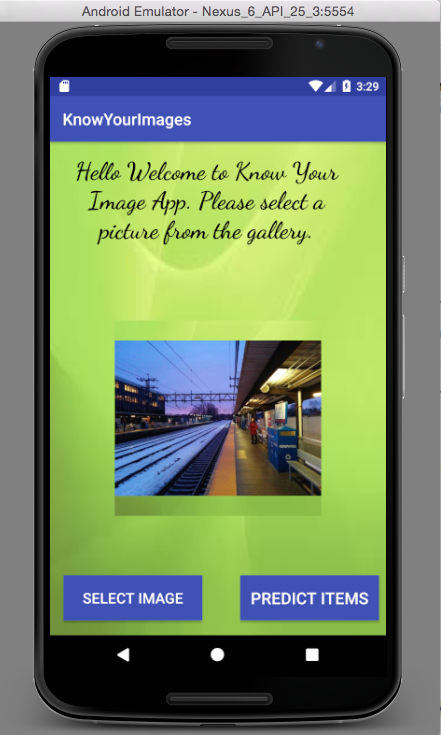 Android Emulator - Nexus_6_API_25_3:5554
3:29
KnowYourImages
Hello Welcome to Know Your
Image App. Please select a
picture from the gallery.
SELECT IMAGE
PREDICT ITEMS